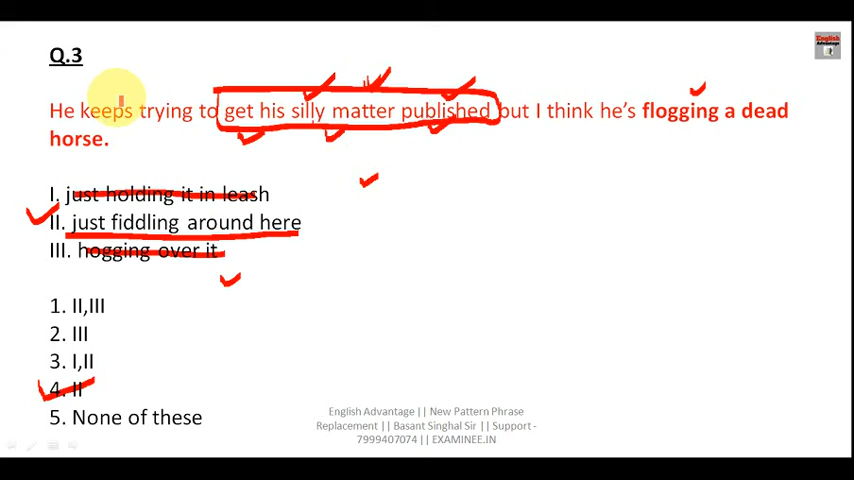 Q.3
English
Advantage
He keeps trying to get his silly matter published but I think he's flogging a dead
horse.
I. just holding it in leash
II. just fiddling around here
III. hogging over it
1. II,III
2. III
3. I,II
4. II
5. None of these
English Advantage || New Pattern Phrase
Replacement || Basant Singhal Sir || Support -
7999407074 || EXAMINEE.IN